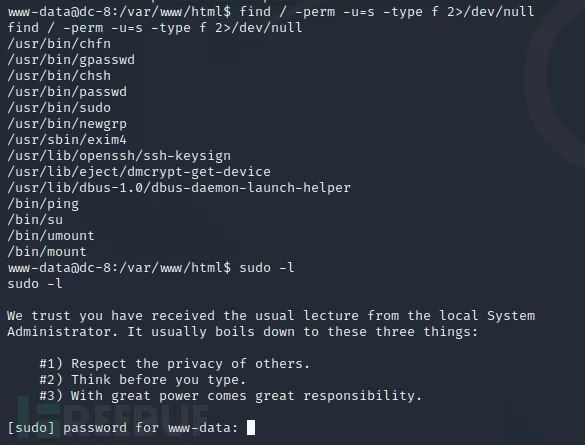 www-data@dc-8:/var/www/html$ find / -perm -u=s -type f 2>/dev/null
find / -perm -u=s -type f 2>/dev/null
/usr/bin/chfn
/usr/bin/gpasswd
/usr/bin/chsh
/usr/bin/passwd
/usr/bin/sudo
/usr/bin/newgrp
/usr/sbin/exim4
/usr/lib/openssh/ssh-keysign
/usr/lib/eject/dmcrypt-get-device
/usr/lib/dbus-1.0/dbus-daemon-launch-helper
/bin/ping
/bin/su
/bin/umount
/bin/mount
www-data@dc-8:/var/www/html$ sudo -l
sudo -l
We trust you have received the usual lecture from the local System
Administrator. It usually boils down to these three things:
#1) Respect the privacy of others.
#2) Think before you type.
#3) With great power comes great responsibility.
[sudo] password for www-data:
REEBUF